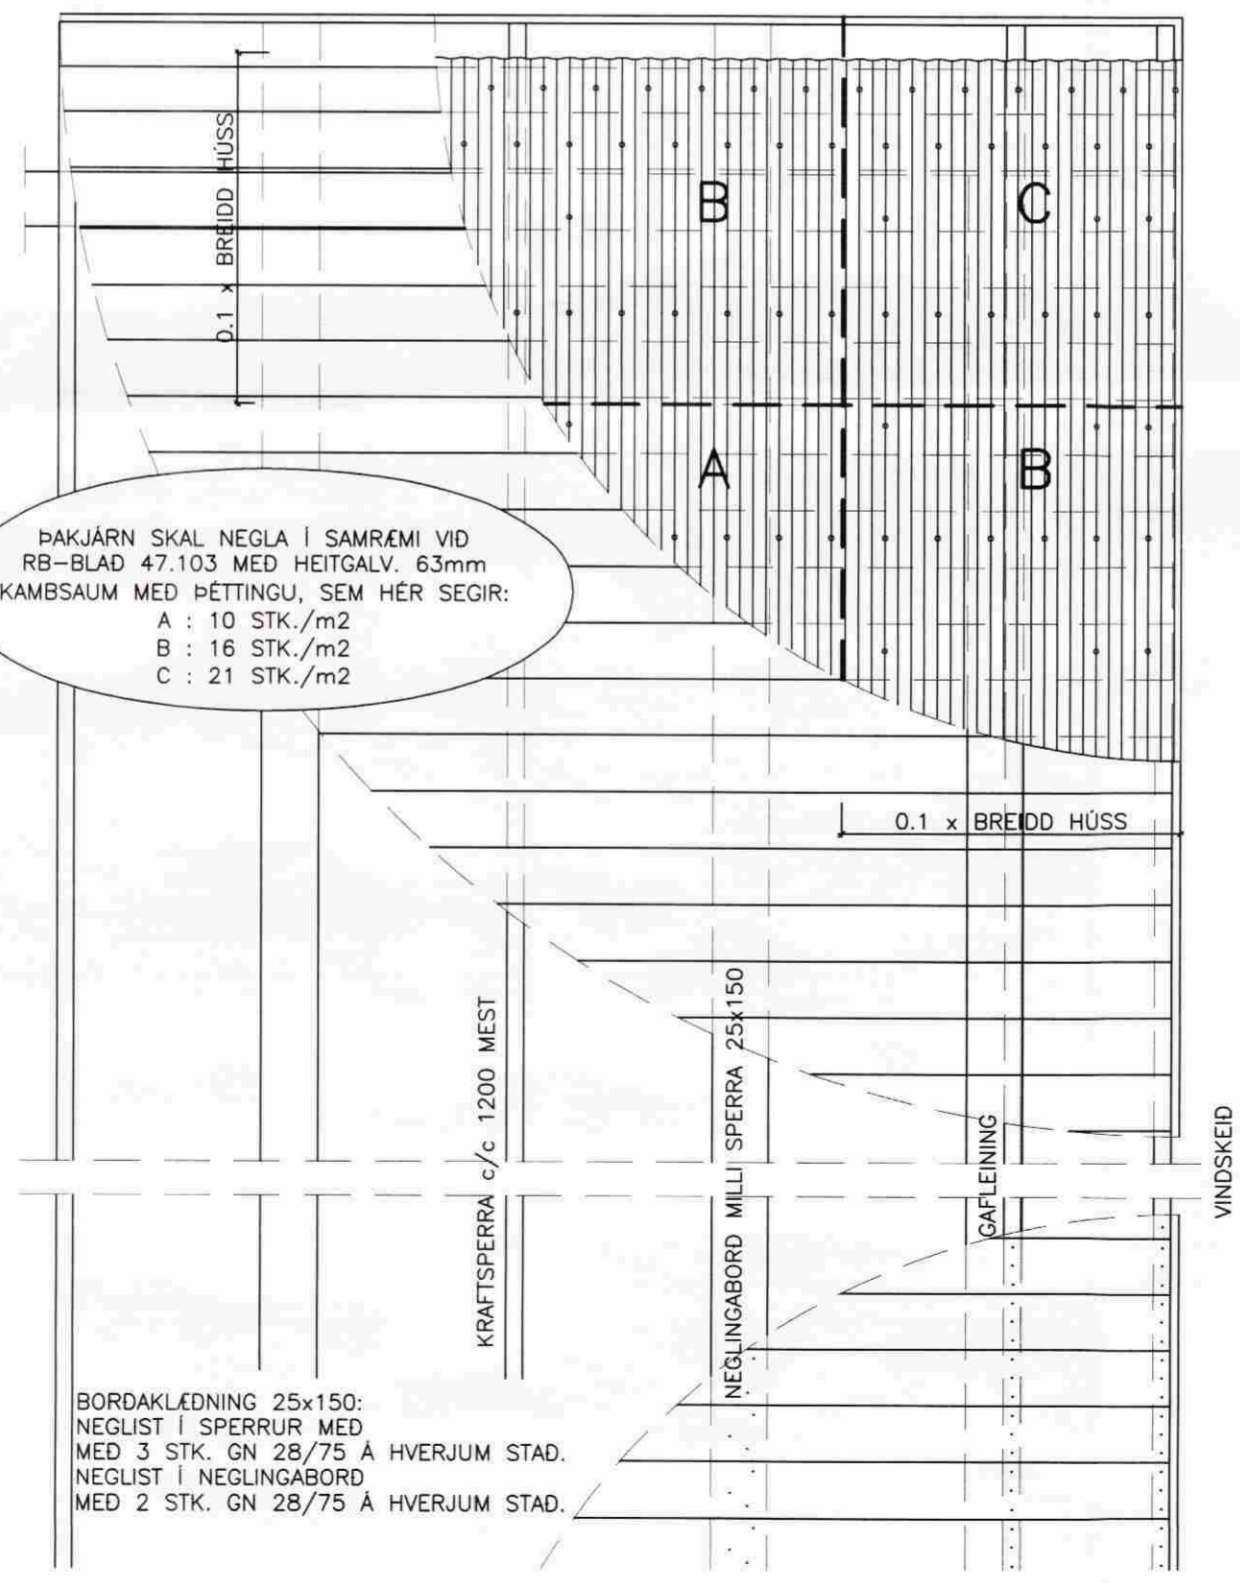 0.1 x BREIDD HÚSS
B
C
A
B
ÞAKJÁRN SKAL NEGLA Í SAMRÆMI VIÐ
RB-BLAÐ 47.103 MEÐ HEITGALV. 63mm
KAMBSAUM MEÐ ÞÉTTINGU, SEM HÉR SEGIR:
A : 10 STK./m2
B : 16 STK./m2
C : 21 STK./m2
0.1 x BREIDD HÚSS
KRAFTSPERRA c/c 1200 MEST
NEGLINGABORÐ MILLI SPERRA 25x150
GAFLEINING
VINDSKEIÐ
BORÐAKLÆÐNING 25x150:
NEGLIST Í SPERRUR MEÐ
MEÐ 3 STK. GN 28/75 Á HVERJUM STAÐ.
NEGLIST Í NEGLINGABORÐ
MEÐ 2 STK. GN 28/75 Á HVERJUM STAÐ.